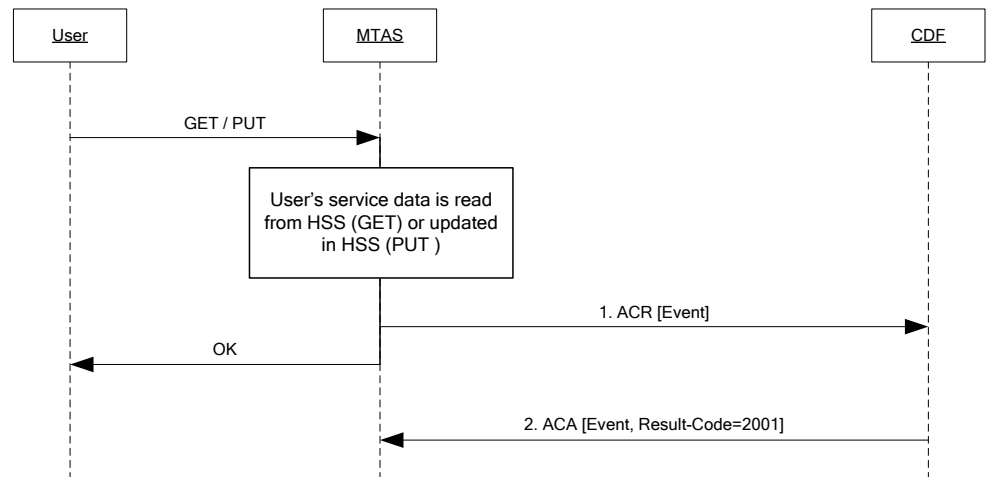 User
MTAS
CDF
GET / PUT
User's service data is read
from HSS (GET) or updated
in HSS (PUT )
1. ACR [Event]
OK
2. ACA [Event, Result-Code=2001]